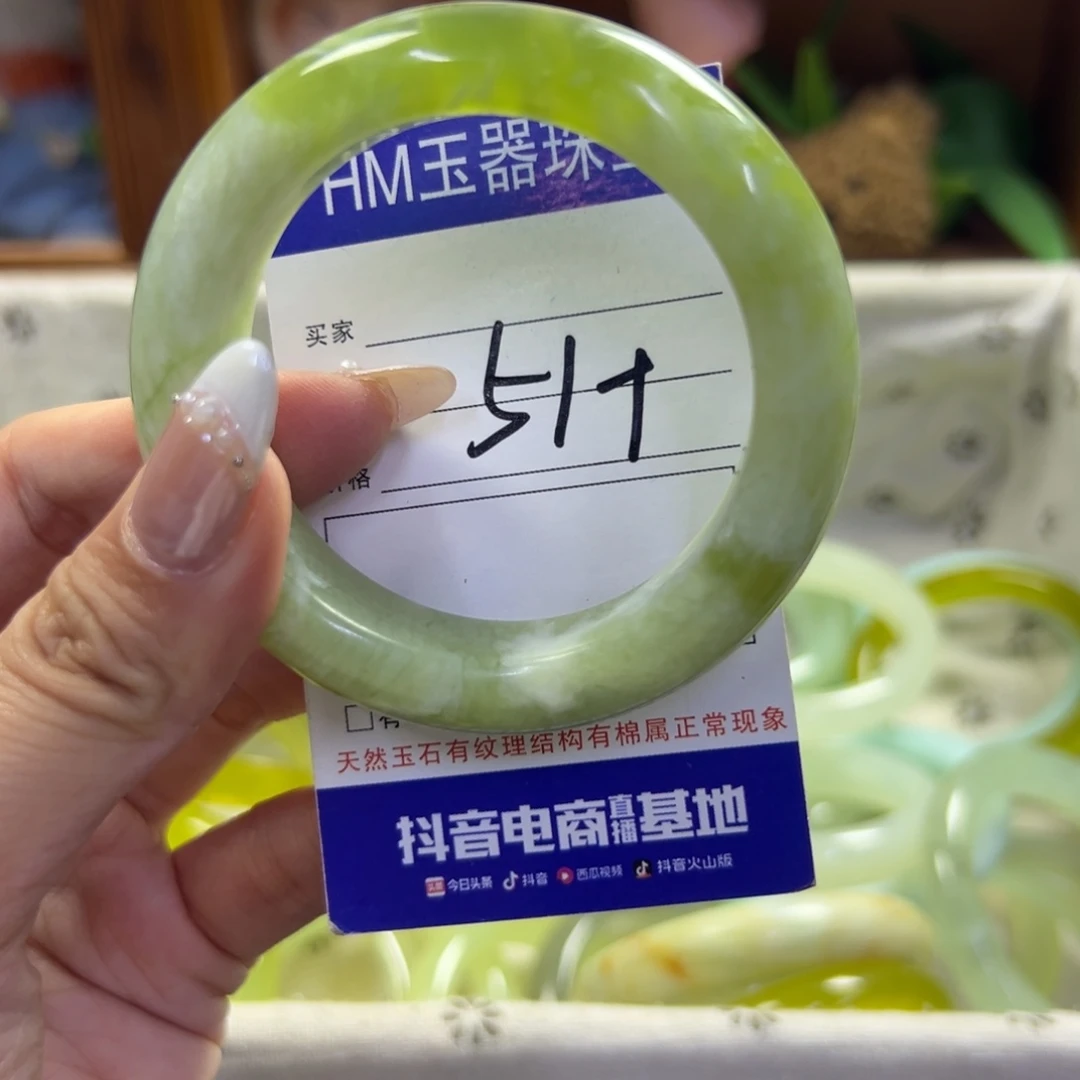 HM玉器珠
买家
51+
格
有
天然玉石有纹理结构有棉属正常现象
抖音电商直播基地
今日头条 抖音 西瓜视频 抖音火山版